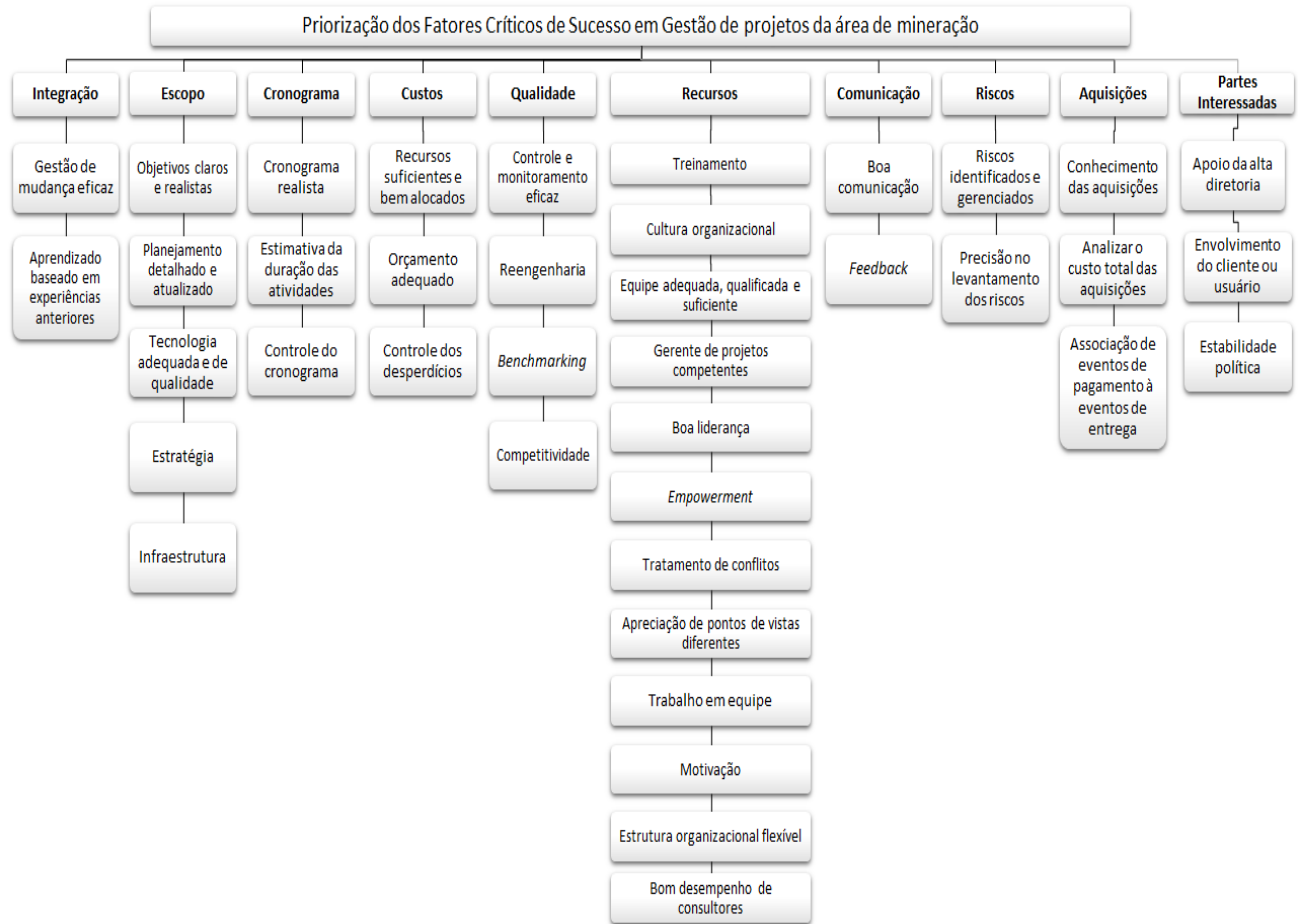 Priorização dos Fatores Críticos de Sucesso em Gestão de projetos da área de mineração
Integração
Gestão de
mudança eficaz
Aprendizado
baseado em
experiências
anteriores
Escopo
Objetivos claros
e realistas
Planejamento
detalhado e
atualizado
Tecnologia
adequada e de
qualidade
Estratégia
Infraestrutura
Cronograma
Cronograma
realista
Estimativa da
duração das
atividades
Controle do
cronograma
Custos
Recursos
suficientes e
bem alocados
Orçamento
adequado
Controle dos
desperdícios
Qualidade
Controle e
monitoramento
eficaz
Reengenharia
Benchmarking
Competitividade
Recursos
Treinamento
Cultura organizacional
Equipe adequada, qualificada e
suficiente
Gerente de projetos
competentes
Boa liderança
Empowerment
Tratamento de conflitos
Apreciação de pontos de vistas
diferentes
Trabalho em equipe
Motivação
Estrutura organizacional flexível
Bom desempenho de
consultores
Comunicação
Boa
comunicação
Feedback
Riscos
Riscos
identificados e
gerenciados
Precisão no
levantamento
dos riscos
Aquisições
Conhecimento
das aquisições
Analizar o
custo total das
aquisições
Associação de
eventos de
pagamento à
eventos de
entrega
Partes
Interessadas
Apoio da alta
diretoria
Envolvimento
do cliente ou
usuário
Estabilidade
política